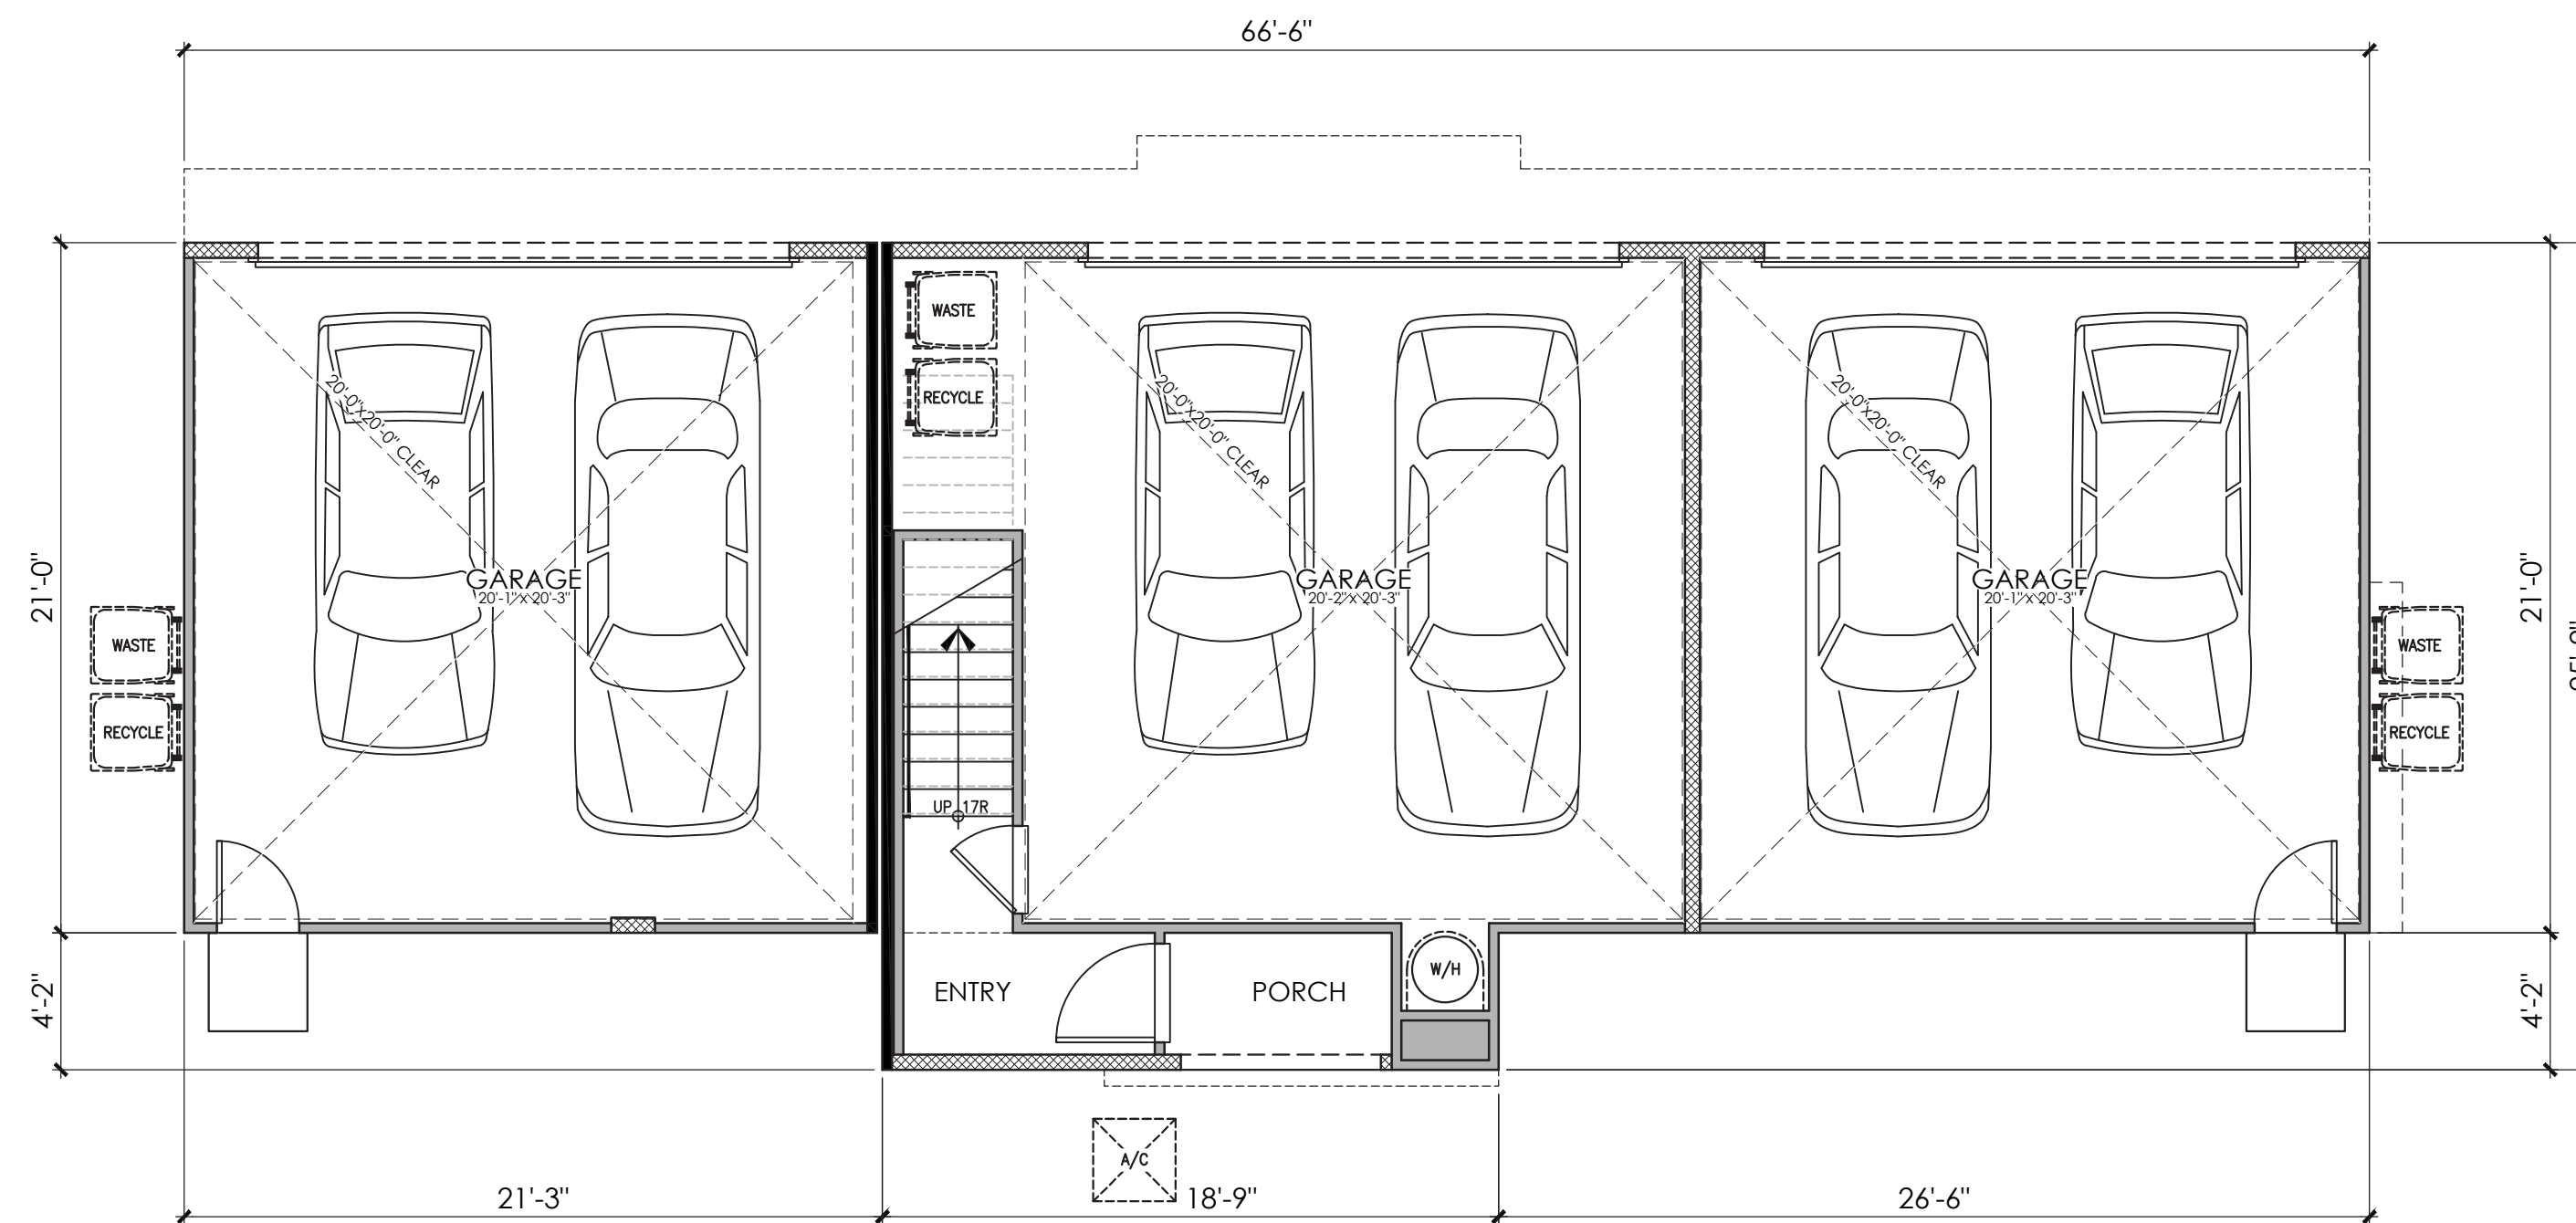 66'-6"
WASTE
RECYCLE
20'-0"x20'-0" CLEAR
20'-0"x20'-0" CLEAR
20'-0"x20'-0" CLEAR
21'-0"
GARAGE
20'-1" x 20'-3"
GARAGE
20'-2" x 20'-3"
GARAGE
20'-1" x 20'-3"
21'-0"
WASTE
RECYCLE
WASTE
RECYCLE
UP 17R
4'-2"
ENTRY
PORCH
W/H
4'-2"
A/C
21'-3"
18'-9"
26'-6"